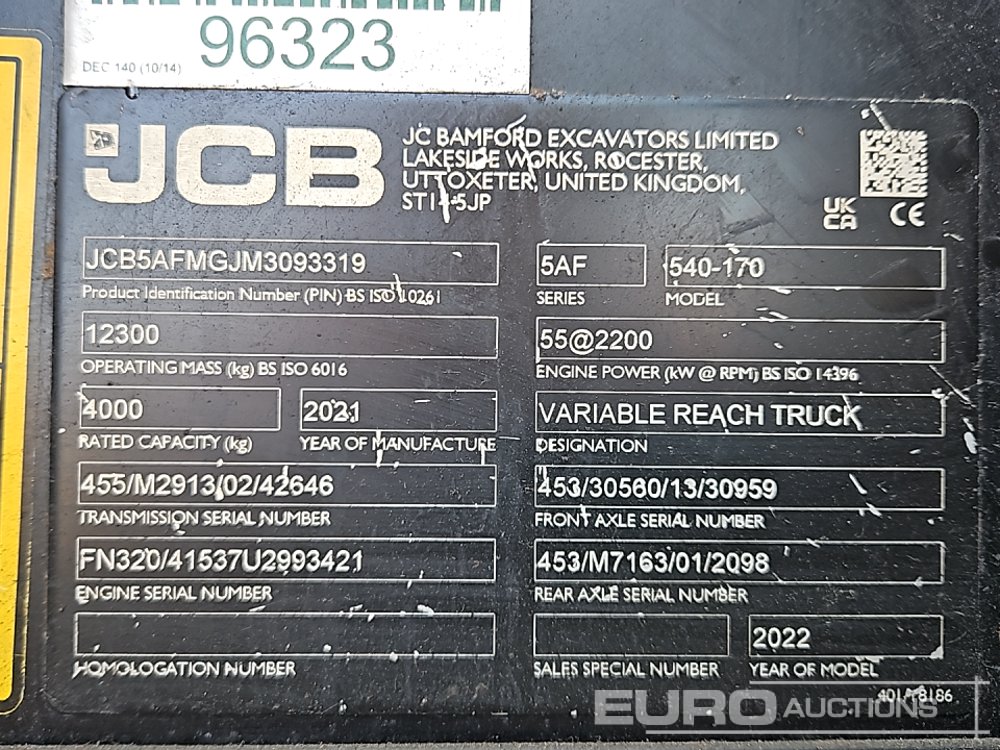 96323
DEC 140 (10/14)
JCB
JC BAMFORD EXCAVATORS LIMITED
LAKESIDE WORKS, ROCESTER,
UTTOXETER, UNITED KINGDOM,
ST14 5JP
UK
CA CE
JCB5AFMGJM3093319
Product Identification Number (PIN) BS ISO 10261
5AF
SERIES
540-170
MODEL
12300
OPERATING MASS (kg) BS ISO 6016
55@2200
ENGINE POWER (kW @ RPM) BS ISO 14396
4000
RATED CAPACITY (kg)
2021
YEAR OF MANUFACTURE
VARIABLE REACH TRUCK
DESIGNATION
455/M2913/02/42646
TRANSMISSION SERIAL NUMBER
453/30560/13/30959
FRONT AXLE SERIAL NUMBER
FN320/41537U2993421
ENGINE SERIAL NUMBER
453/M7163/01/2098
REAR AXLE SERIAL NUMBER
HOMOLOGATION NUMBER
SALES SPECIAL NUMBER
2022
YEAR OF MODEL
EURO AUCTIONS